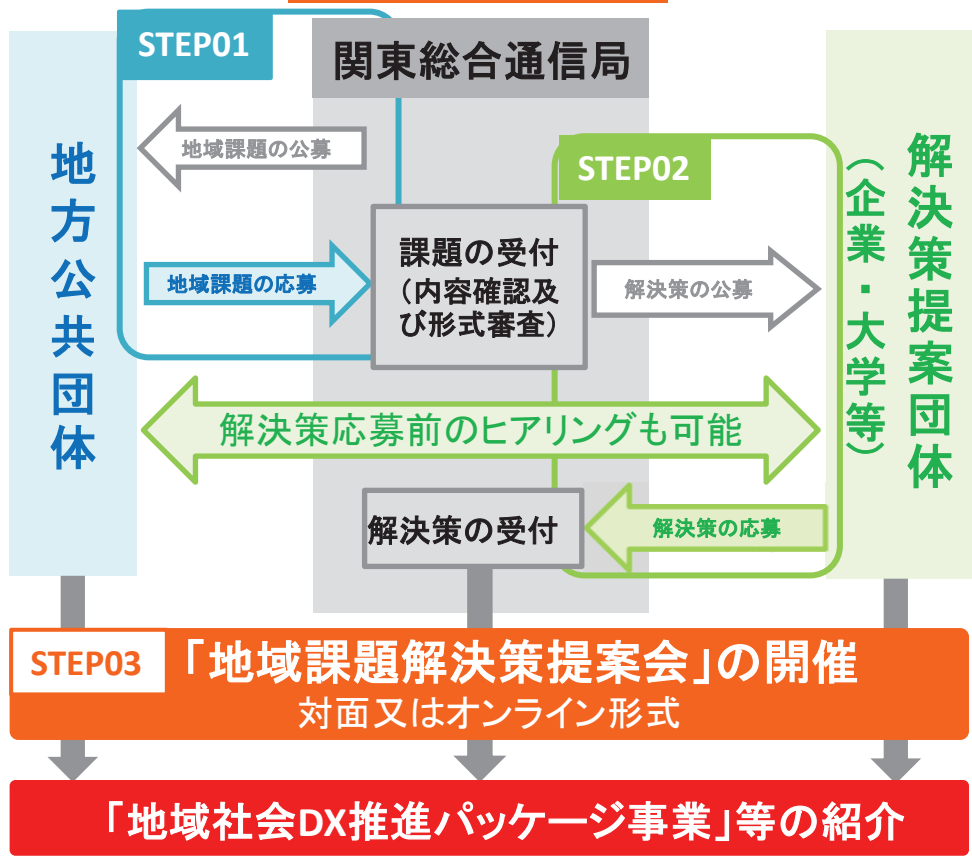 STEP01
関東総合通信局
地方公共団体
地域課題の公募
地域課題の応募
課題の受付
（内容確認及
び形式審査）
STEP02
解決策の公募
解決策提案団体
（企業・大学等）
解決策応募前のヒアリングも可能
解決策の受付
解決策の応募
STEP03
「地域課題解決策提案会」の開催
対面又はオンライン形式
「地域社会DX推進パッケージ事業」等の紹介